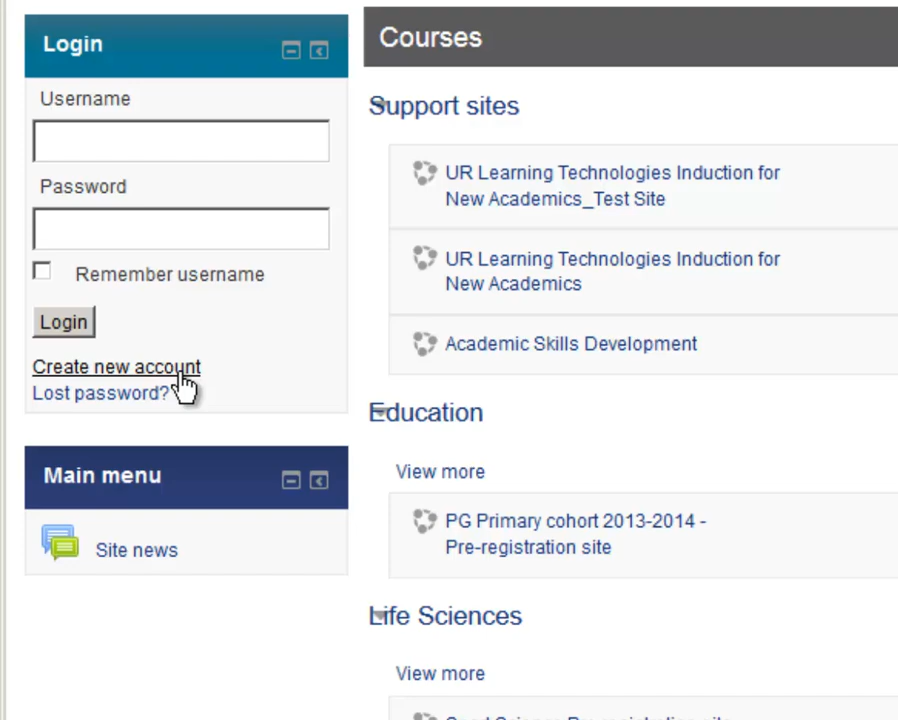 Login
Username
Password
Remember username
Login
Create new account
Lost password?
Main menu
Site news
Courses
Support sites
UR Learning Technologies Induction for
New Academics_Test Site
UR Learning Technologies Induction for
New Academics
Academic Skills Development
Education
View more
PG Primary cohort 2013-2014 -
Pre-registration site
Life Sciences
View more